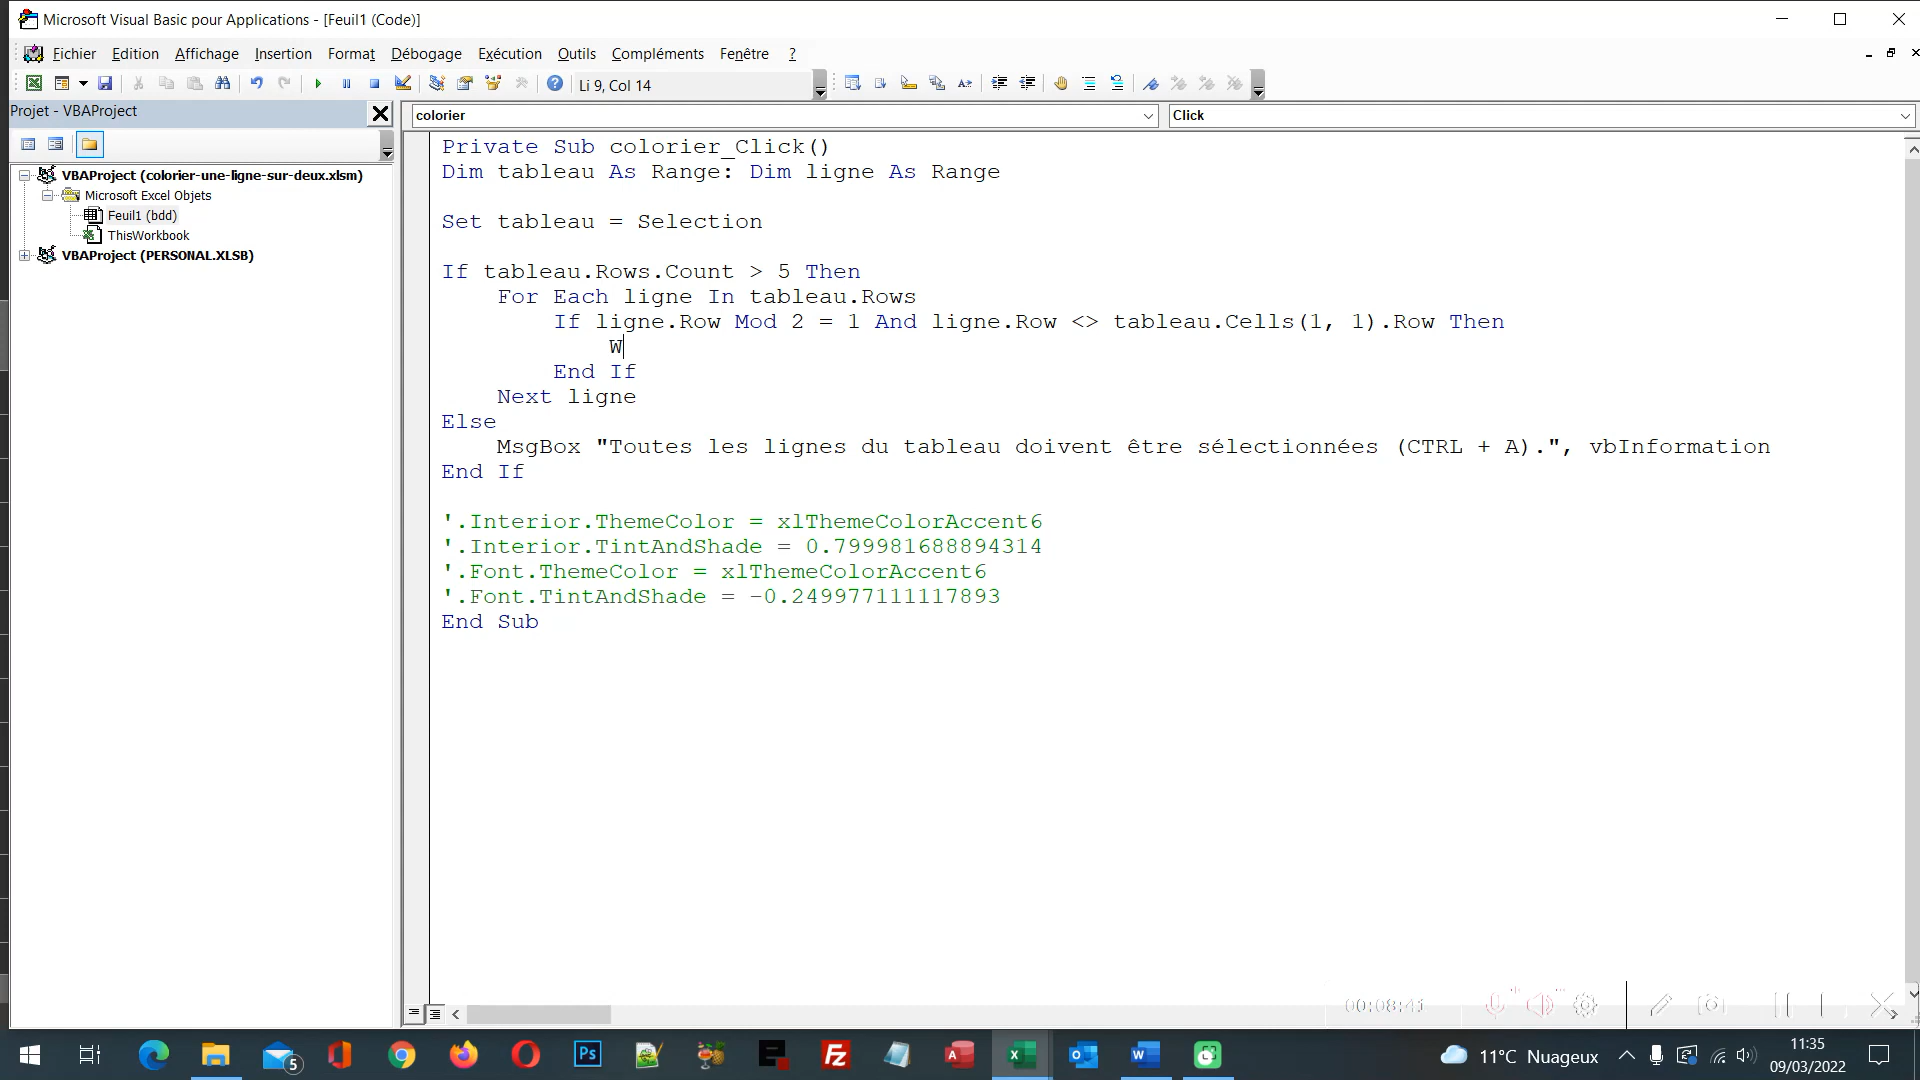 Microsoft Visual Basic pour Applications - [Feuil1 (Code)]
Fichier Edition Affichage Insertion Format Débogage Exécution Outils Compléments Fenêtre ?
Li 9, Col 14
Projet - VBAProject
colorier
Click
VBAProject (colorier-une-ligne-sur-deux.xlsm)
Microsoft Excel Objets
Feuil1 (bdd)
ThisWorkbook
VBAProject (PERSONAL.XLSB)
Private Sub colorier_Click()
Dim tableau As Range: Dim ligne As Range
Set tableau = Selection
If tableau.Rows.Count > 5 Then
For Each ligne In tableau.Rows
If ligne.Row Mod 2 = 1 And ligne.Row <> tableau.Cells(1, 1).Row Then
W
End If
Next ligne
Else
MsgBox "Toutes les lignes du tableau doivent être sélectionnées (CTRL + A).", vbInformation
End If
'.Interior.ThemeColor = xlThemeColorAccent6
'.Interior.TintAndShade = 0.799981688894314
'.Font.ThemeColor = xlThemeColorAccent6
'.Font.TintAndShade = -0.249977111117893
End Sub
00:08:41
5
Ps
Fz
11°C Nuageux
11:35
09/03/2022